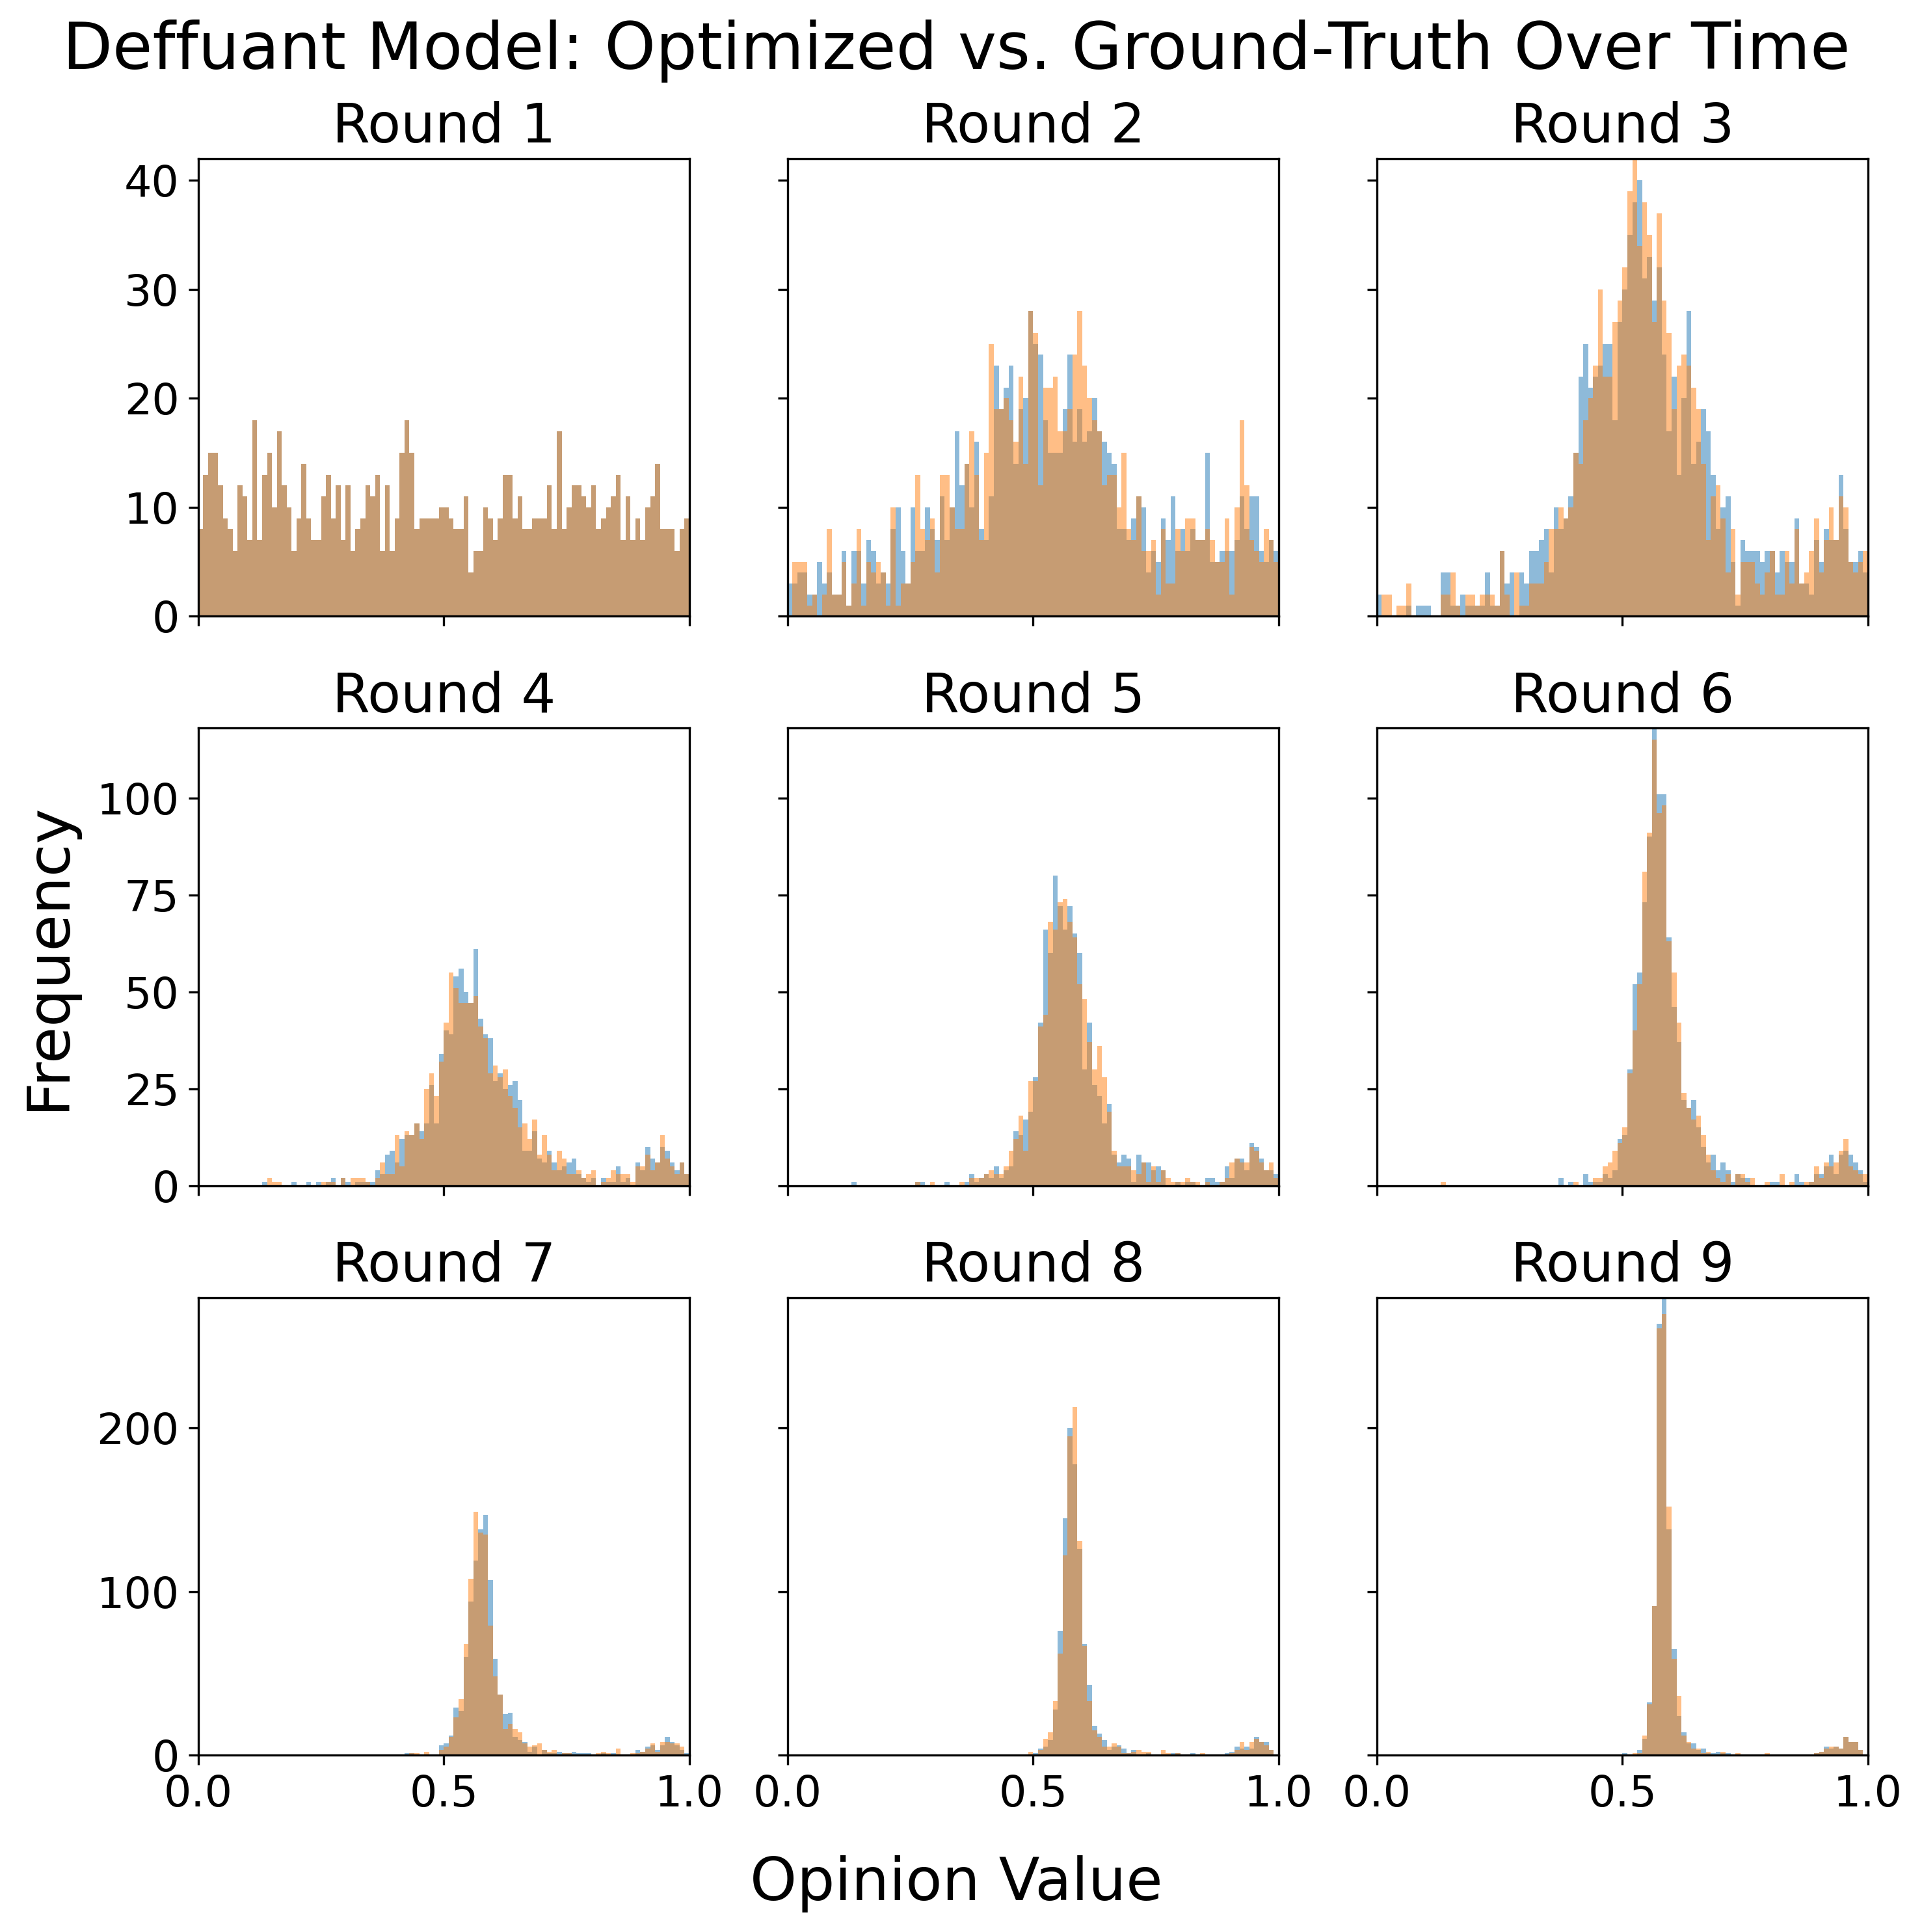 Deffuant Model: Optimized vs. Ground-Truth Over Time
Round 1
Round 2
Round 3
40
30
20
10
0
Round 4
Round 5
Round 6
100
75
50
25
0
Frequency
Round 7
Round 8
Round 9
200
100
0
0.0 0.5 1.0
0.0 0.5 1.0
0.0 0.5 1.0
Opinion Value